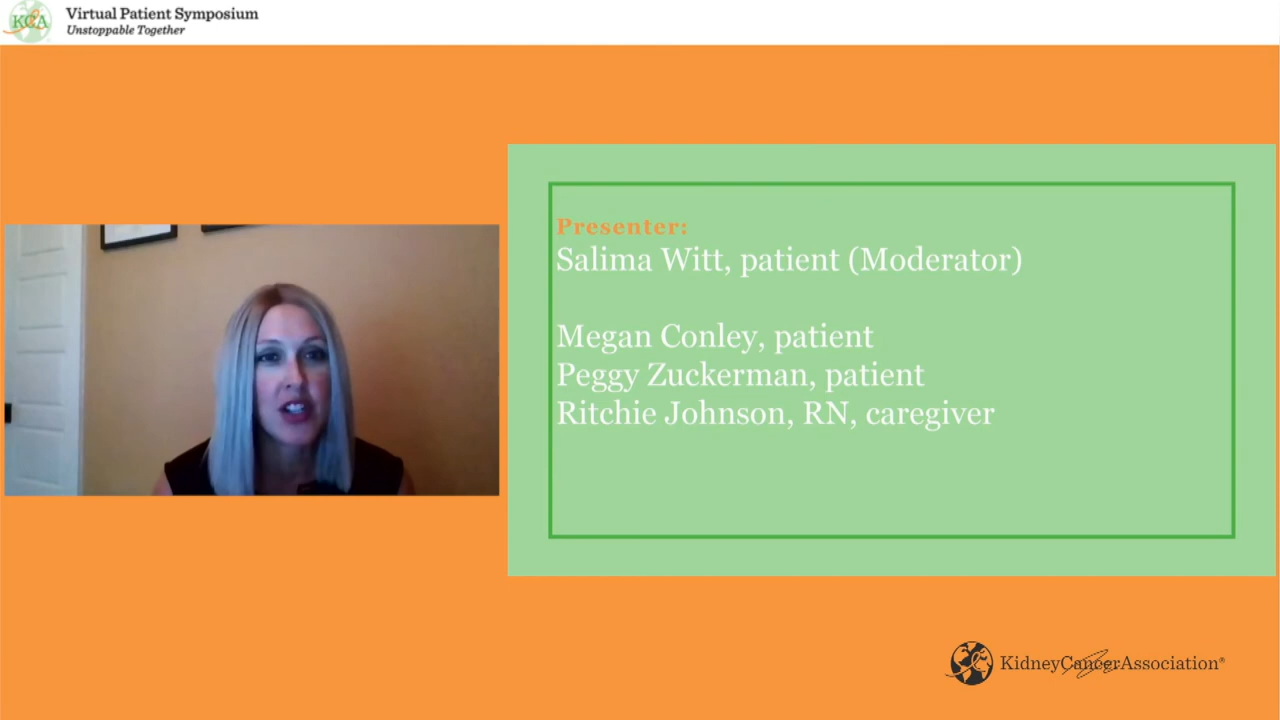 KCA
Virtual Patient Symposium
Unstoppable Together
Presenter:
Salima Witt, patient (Moderator)
Megan Conley, patient
Peggy Zuckerman, patient
Ritchie Johnson, RN, caregiver
KidneyCancerAssociation®